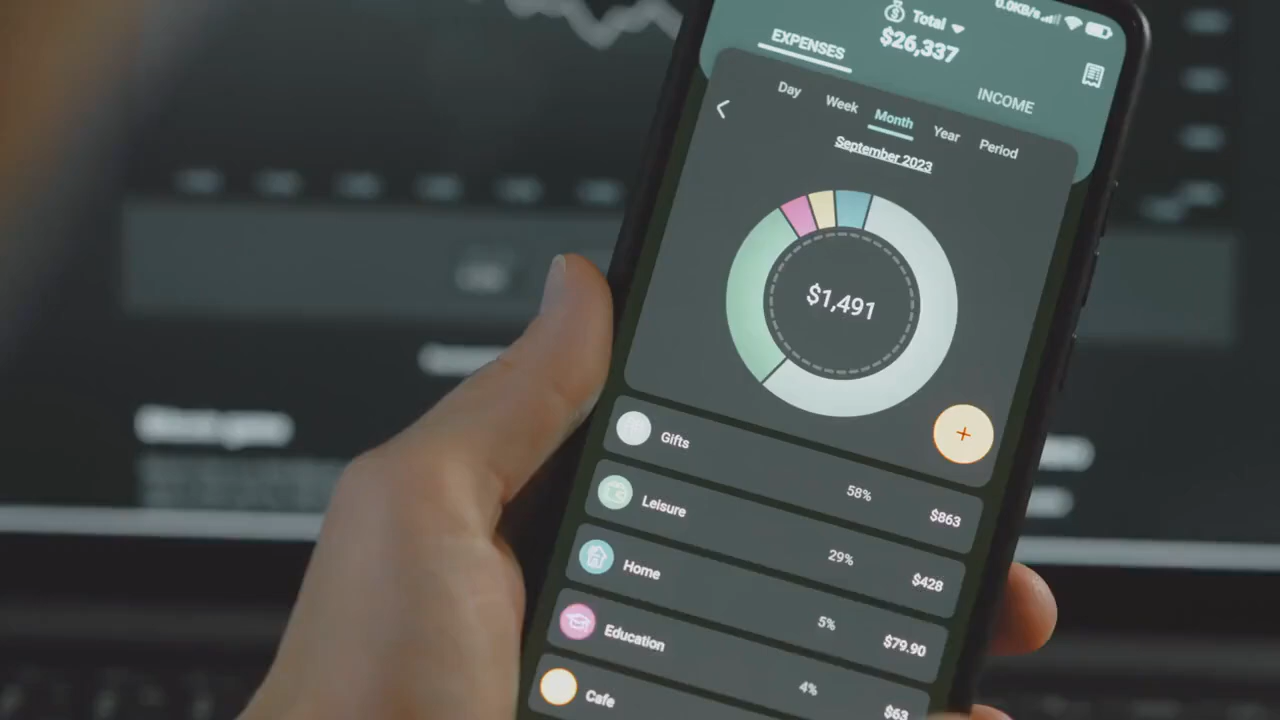 0.0KB/s
Total
$26,337
EXPENSES
INCOME
Day Week Month Year Period
September 2023
$1,491
+
Gifts 58% $863
Leisure 29% $428
Home 5% $79.90
Education 4% $63
Cafe